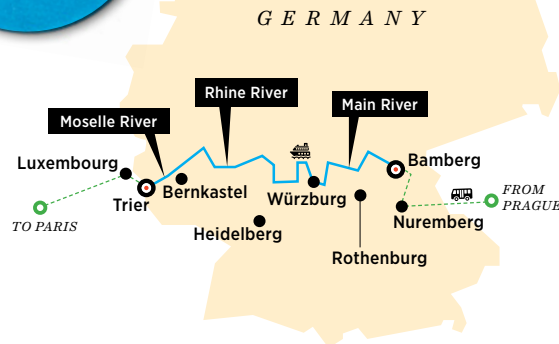 GERMANY
Rhine River
Main River
Moselle River
Luxembourg
Bamberg
Bernkastel
Trier
Würzburg
FROM
PRAGUE
TO PARIS
Heidelberg
Nuremberg
Rothenburg